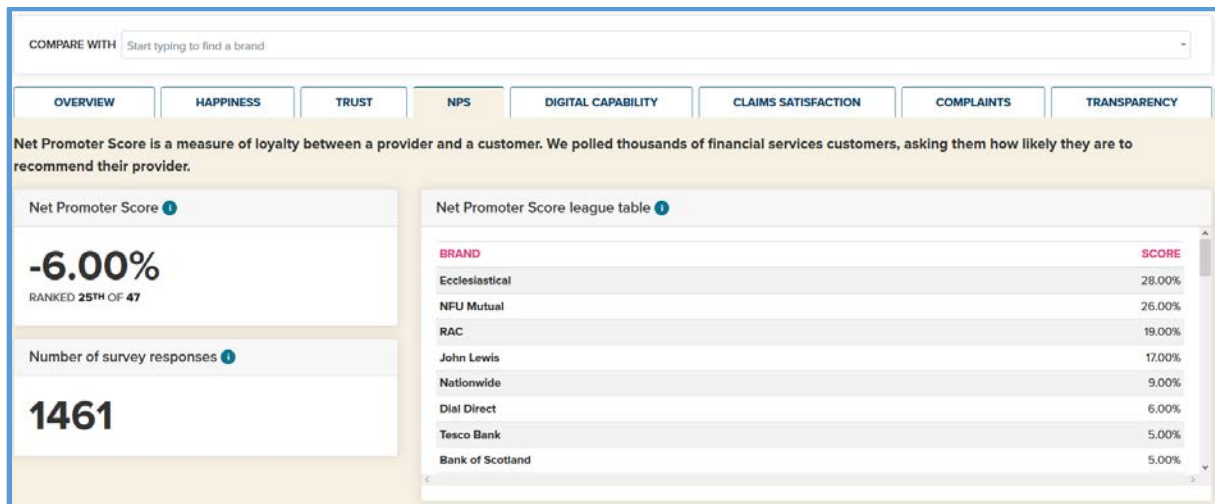 COMPARE WITH Start typing to find a brand
OVERVIEW HAPPINESS TRUST NPS DIGITAL CAPABILITY CLAIMS SATISFACTION COMPLAINTS TRANSPARENCY
Net Promoter Score is a measure of loyalty between a provider and a customer. We polled thousands of financial services customers, asking them how likely they are to
recommend their provider.
Net Promoter Score i
-6.00%
RANKED 25TH OF 47
Number of survey responses i
1461
Net Promoter Score league table i
BRAND SCORE
Ecclesiastical 28.00%
NFU Mutual 26.00%
RAC 19.00%
John Lewis 17.00%
Nationwide 9.00%
Dial Direct 6.00%
Tesco Bank 5.00%
Bank of Scotland 5.00%